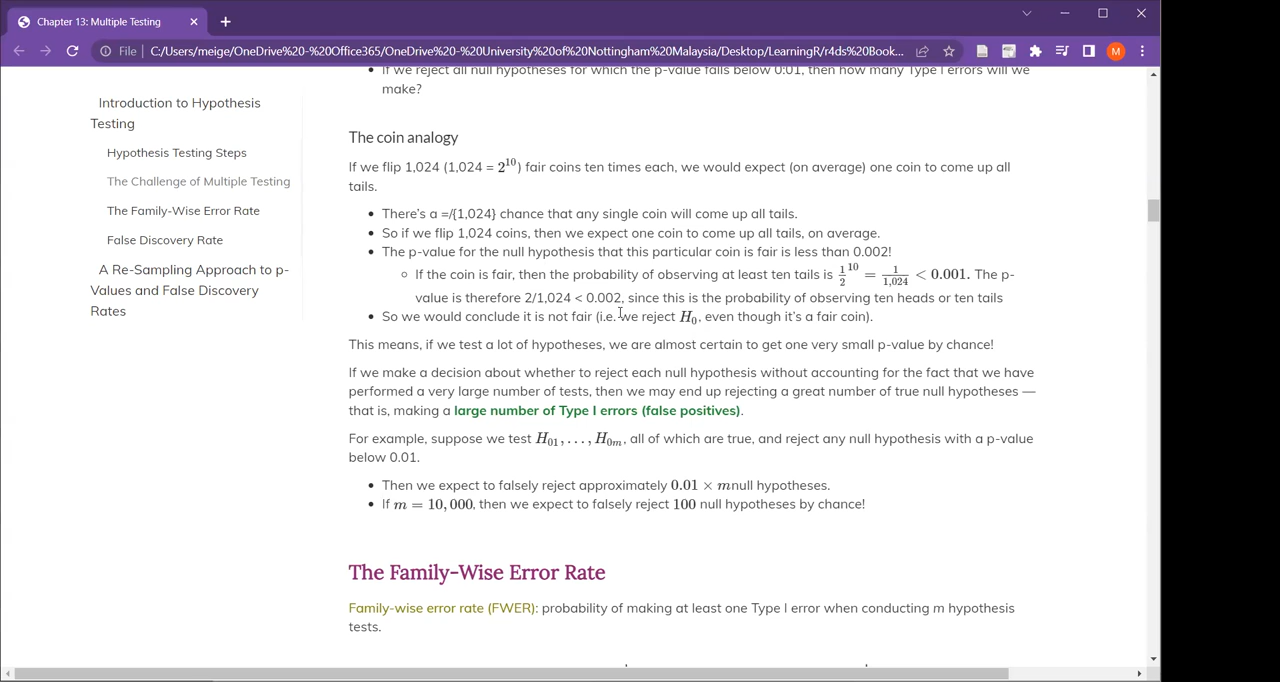 Chapter 13: Multiple Testing
File
C:/Users/meige/OneDrive%20-%20Office365/OneDrive%20-%20University%20of%20Nottingham%20Malaysia/Desktop/LearningR/r4ds%20Book...
M
Introduction to Hypothesis
Testing
Hypothesis Testing Steps
The Challenge of Multiple Testing
The Family-Wise Error Rate
False Discovery Rate
A Re-Sampling Approach to p-
Values and False Discovery
Rates
If we reject all null hypotheses for which the p-value falls below 0:01, then how many Type I errors will we
make?
The coin analogy
If we flip 1,024 (1,024 = 2^10) fair coins ten times each, we would expect (on average) one coin to come up all
tails.
• There's a =/{1,024} chance that any single coin will come up all tails.
• So if we flip 1,024 coins, then we expect one coin to come up all tails, on average.
• The p-value for the null hypothesis that this particular coin is fair is less than 0.002!
◦ If the coin is fair, then the probability of observing at least ten tails is 1/2^10 = 1/1,024 < 0.001. The p-
value is therefore 2/1,024 < 0.002, since this is the probability of observing ten heads or ten tails
• So we would conclude it is not fair (i.e. we reject H0, even though it's a fair coin).
This means, if we test a lot of hypotheses, we are almost certain to get one very small p-value by chance!
If we make a decision about whether to reject each null hypothesis without accounting for the fact that we have
performed a very large number of tests, then we may end up rejecting a great number of true null hypotheses —
that is, making a large number of Type I errors (false positives).
For example, suppose we test H01, . . . , H0m, all of which are true, and reject any null hypothesis with a p-value
below 0.01.
• Then we expect to falsely reject approximately 0.01 × mnull hypotheses.
• If m = 10, 000, then we expect to falsely reject 100 null hypotheses by chance!
The Family-Wise Error Rate
Family-wise error rate (FWER): probability of making at least one Type I error when conducting m hypothesis
tests.